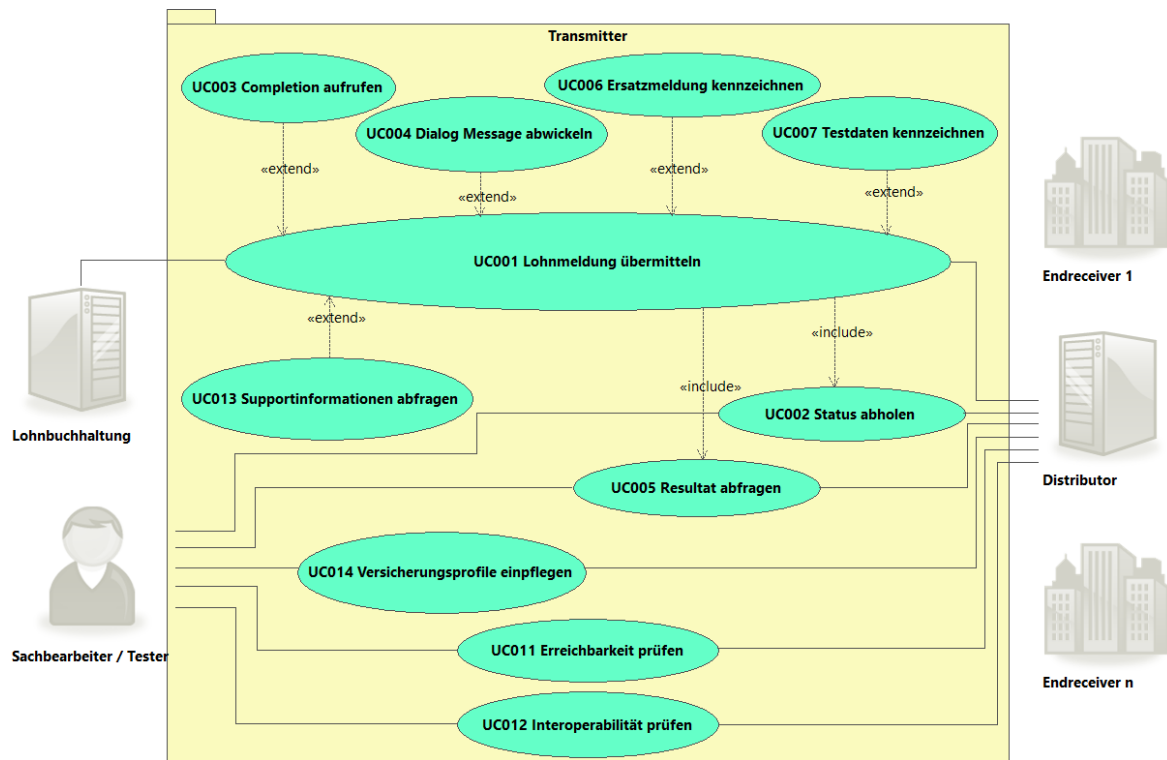 Transmitter
UC003 Completion aufrufen
UC006 Ersatzmeldung kennzeichnen
UC004 Dialog Message abwickeln
UC007 Testdaten kennzeichnen
«extend»
«extend»
«extend»
«extend»
UC001 Lohnmeldung übermitteln
Endreceiver 1
«extend»
«include»
«include»
UC013 Supportinformationen abfragen
UC002 Status abholen
Lohnbuchhaltung
UC005 Resultat abfragen
Distributor
UC014 Versicherungsprofile einpflegen
UC011 Erreichbarkeit prüfen
Sachbearbeiter / Tester
Endreceiver n
UC012 Interoperabilität prüfen